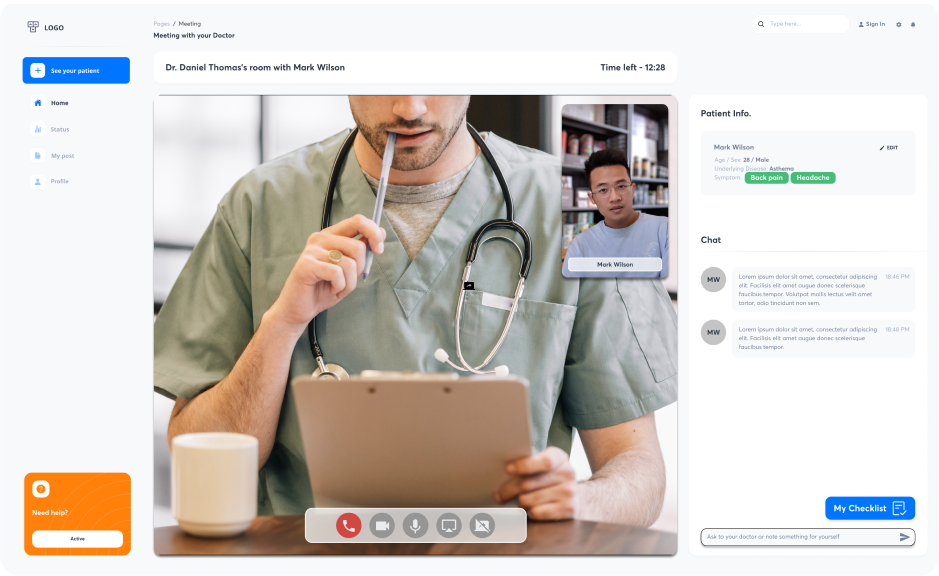 LOGO
Pages / Meeting
Meeting with your Doctor
Type here...
Sign In
See your patient
Home
Status
My post
Profile
Need help?
Active
Dr. Daniel Thomas's room with Mark Wilson
Time left - 12:28
Mark Wilson
Patient Info.
Mark Wilson
EDIT
Age / Sex: 28 / Male
Underlying Disease: Asthema
Symptom: Back pain Headache
Chat
MW
Lorem ipsum dolor sit amet, consectetur adipiscing
elit. Facilisis elit amet augue donec scelerisque
faucibus tempor. Volutpat mollis lectus velit amet
tortor, odio tincidunt non sem.
18:46 PM
MW
Lorem ipsum dolor sit amet, consectetur adipiscing
elit. Facilisis elit amet augue donec scelerisque
faucibus tempor.
18:48 PM
My Checklist
Ask to your doctor or note something for yourself